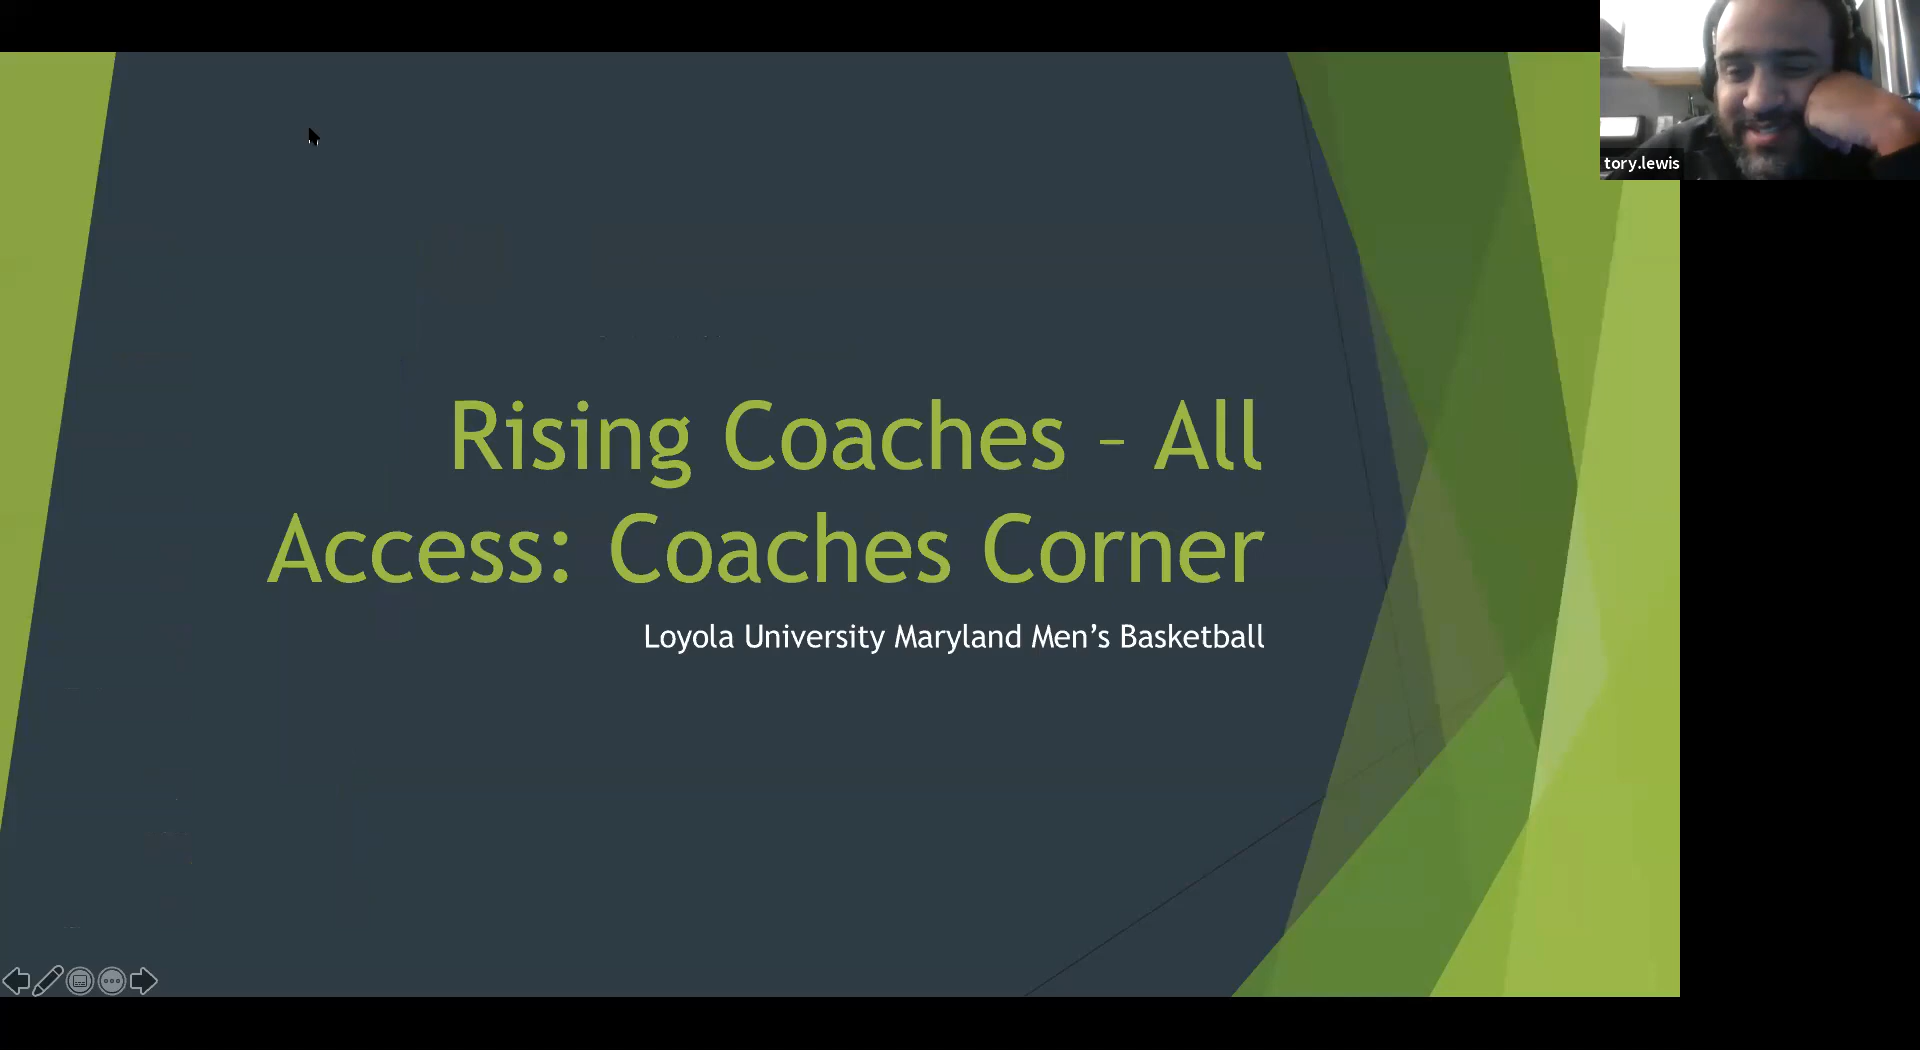 tory.lewis
Rising Coaches – All
Access: Coaches Corner
Loyola University Maryland Men’s Basketball